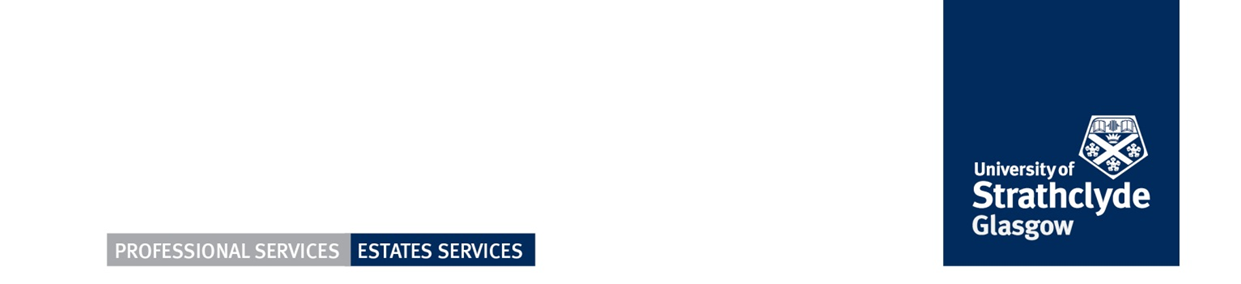 PROFESSIONAL SERVICES ESTATES SERVICES
University of
Strathclyde
Glasgow